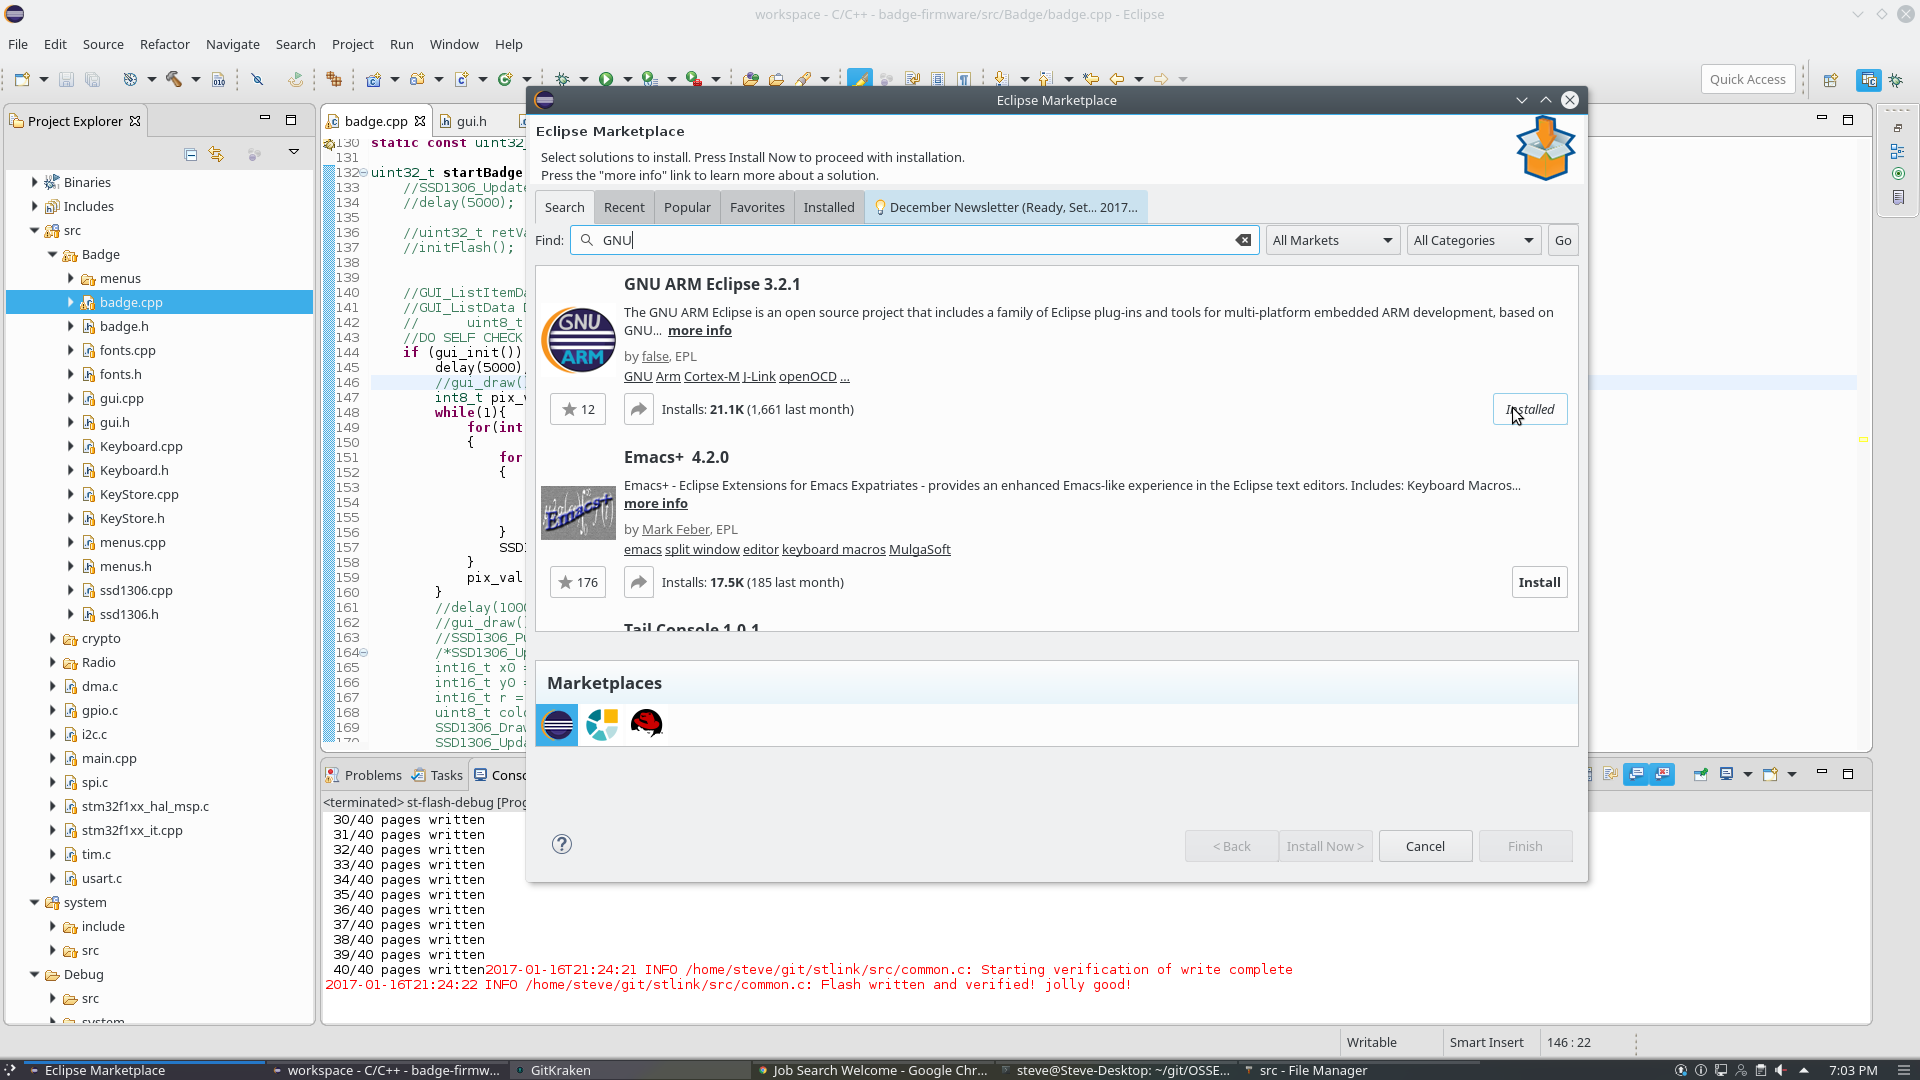 workspace - C/C++ - badge-firmware/src/Badge/badge.cpp - Eclipse
File Edit Source Refactor Navigate Search Project Run Window Help
Quick Access
Project Explorer
Binaries
Includes
src
Badge
menus
badge.cpp
badge.h
fonts.cpp
fonts.h
gui.cpp
gui.h
Keyboard.cpp
Keyboard.h
KeyStore.cpp
KeyStore.h
menus.cpp
menus.h
ssd1306.cpp
ssd1306.h
crypto
Radio
dma.c
gpio.c
i2c.c
main.cpp
spi.c
stm32f1xx_hal_msp.c
stm32f1xx_it.cpp
tim.c
usart.c
system
include
src
Debug
src
system
badge.cpp gui.h
130 static const uint32_
131
132 uint32_t startBadge
133 //SSD1306_Update
134 //delay(5000);
135
136 //uint32_t retVa
137 //initFlash();
138
139
140 //GUI_ListItemDa
141 //GUI_ListData
142 // uint8_t
143 //DO SELF CHECK
144 if (gui_init())
145 delay(5000)
146 //gui_draw()
147 int8_t pix_v
148 while(1){
149 for(int
150 {
151 for
152 {
153
154
155
156 }
157 SSD1
158 }
159 pix_val
160 }
161 //delay(1000
162 //gui_draw()
163 //SSD1306_Pu
164 /*SSD1306_Up
165 int16_t x0 =
166 int16_t y0 =
167 int16_t r =
168 uint8_t colo
169 SSD1306_Draw
170 SSD1306_Upda
Eclipse Marketplace
Eclipse Marketplace
Select solutions to install. Press Install Now to proceed with installation.
Press the "more info" link to learn more about a solution.
Search Recent Popular Favorites Installed December Newsletter (Ready, Set... 2017...
Find: GNU All Markets All Categories Go
GNU ARM Eclipse 3.2.1
GNU
ARM
The GNU ARM Eclipse is an open source project that includes a family of Eclipse plug-ins and tools for multi-platform embedded ARM development, based on
GNU... more info
by false, EPL
GNU Arm Cortex-M J-Link openOCD ...
12 Installs: 21.1K (1,661 last month) Installed
Emacs+ 4.2.0
Emacs+
Emacs+ - Eclipse Extensions for Emacs Expatriates - provides an enhanced Emacs-like experience in the Eclipse text editors. Includes: Keyboard Macros...
more info
by Mark Feber, EPL
emacs split window editor keyboard macros MulgaSoft
176 Installs: 17.5K (185 last month) Install
Tail Console 1.0.1
Marketplaces
< Back Install Now > Cancel Finish
Problems Tasks Conso
<terminated> st-flash-debug [Prog
30/40 pages written
31/40 pages written
32/40 pages written
33/40 pages written
34/40 pages written
35/40 pages written
36/40 pages written
37/40 pages written
38/40 pages written
39/40 pages written
40/40 pages written2017-01-16T21:24:21 INFO /home/steve/git/stlink/src/common.c: Starting verification of write complete
2017-01-16T21:24:22 INFO /home/steve/git/stlink/src/common.c: Flash written and verified! jolly good!
Writable Smart Insert 146 : 22
Eclipse Marketplace workspace - C/C++ - badge-firmw... GitKraken Job Search Welcome - Google Chr... steve@Steve-Desktop: ~/git/OSSE... src - File Manager 7:03 PM